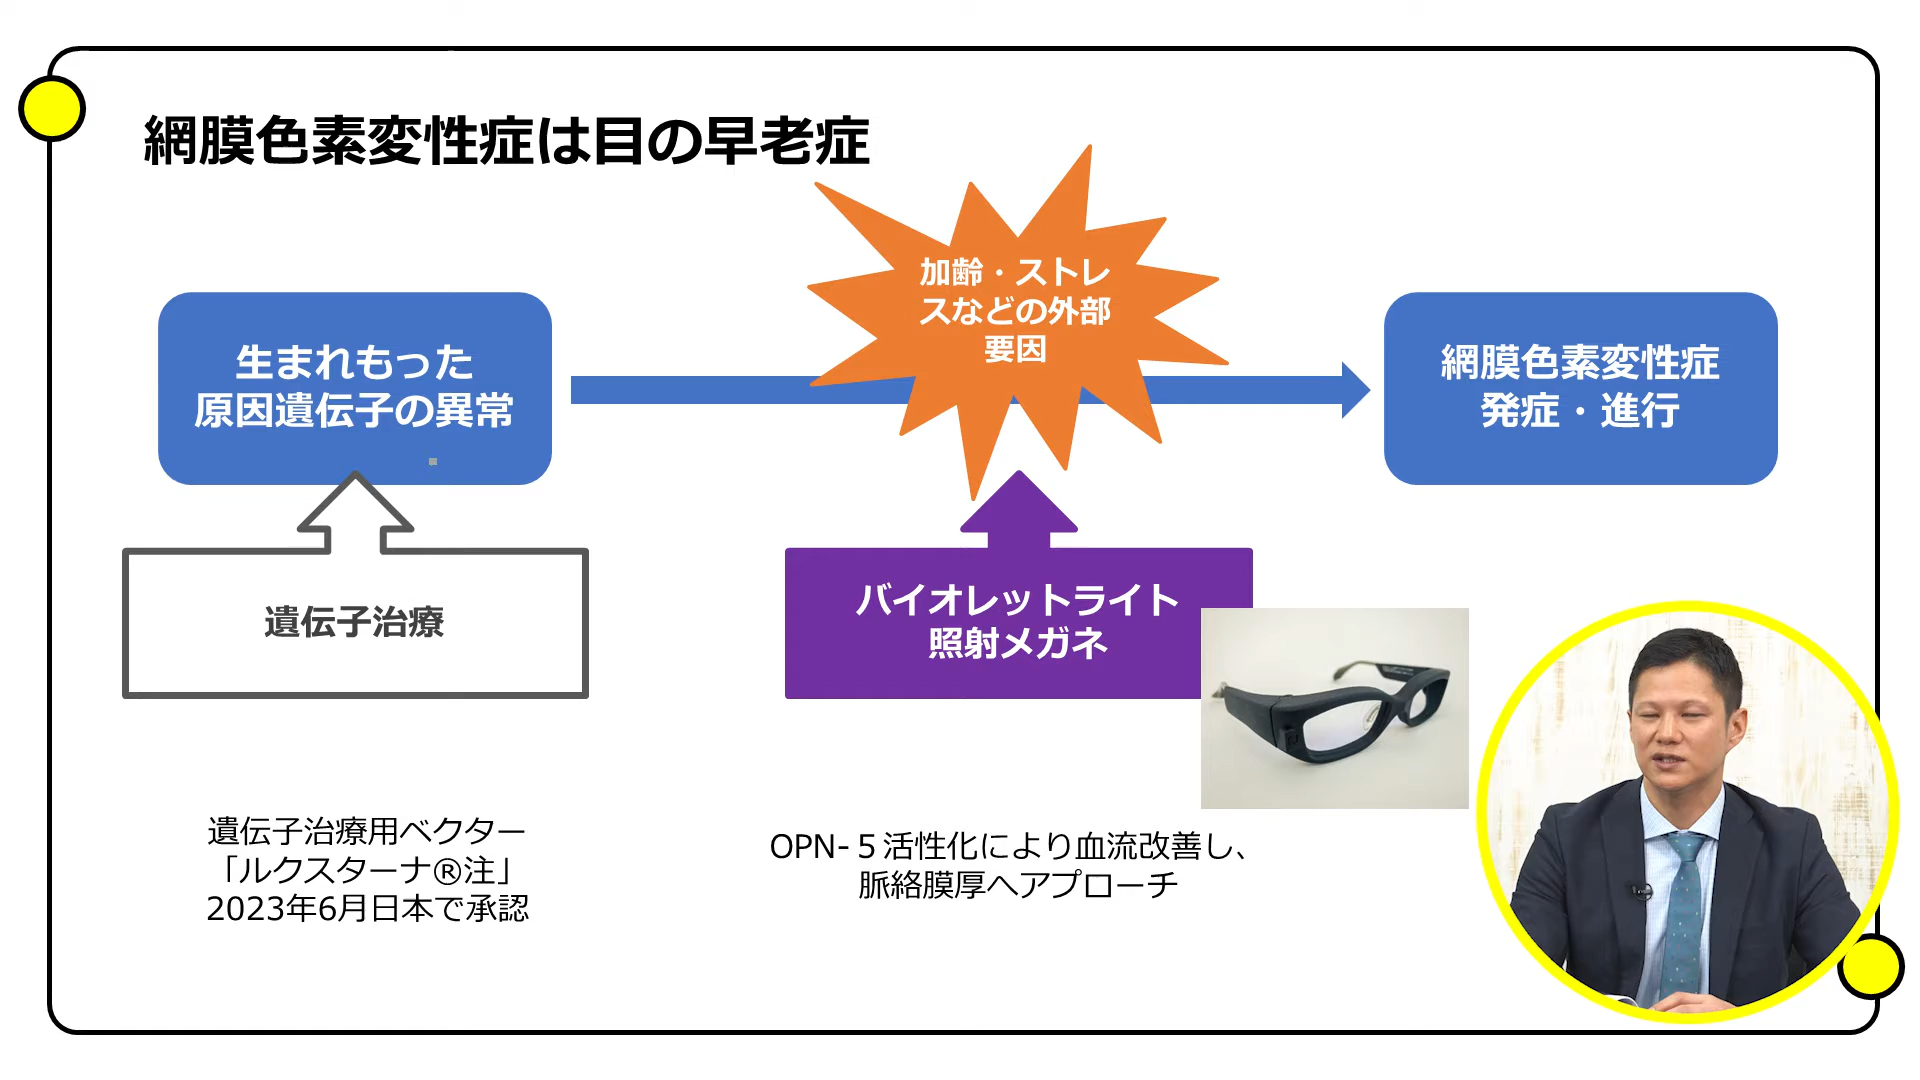 網膜色素変性症は目の早老症
加齢・ストレ
スなどの外部
要因
生まれもった
原因遺伝子の異常
網膜色素変性症
発症・進行
遺伝子治療
バイオレットライト
照射メガネ
遺伝子治療用ベクター
「ルクスターナ®注」
2023年6月日本で承認
OPN-５活性化により血流改善し、
脈絡膜厚へアプローチ